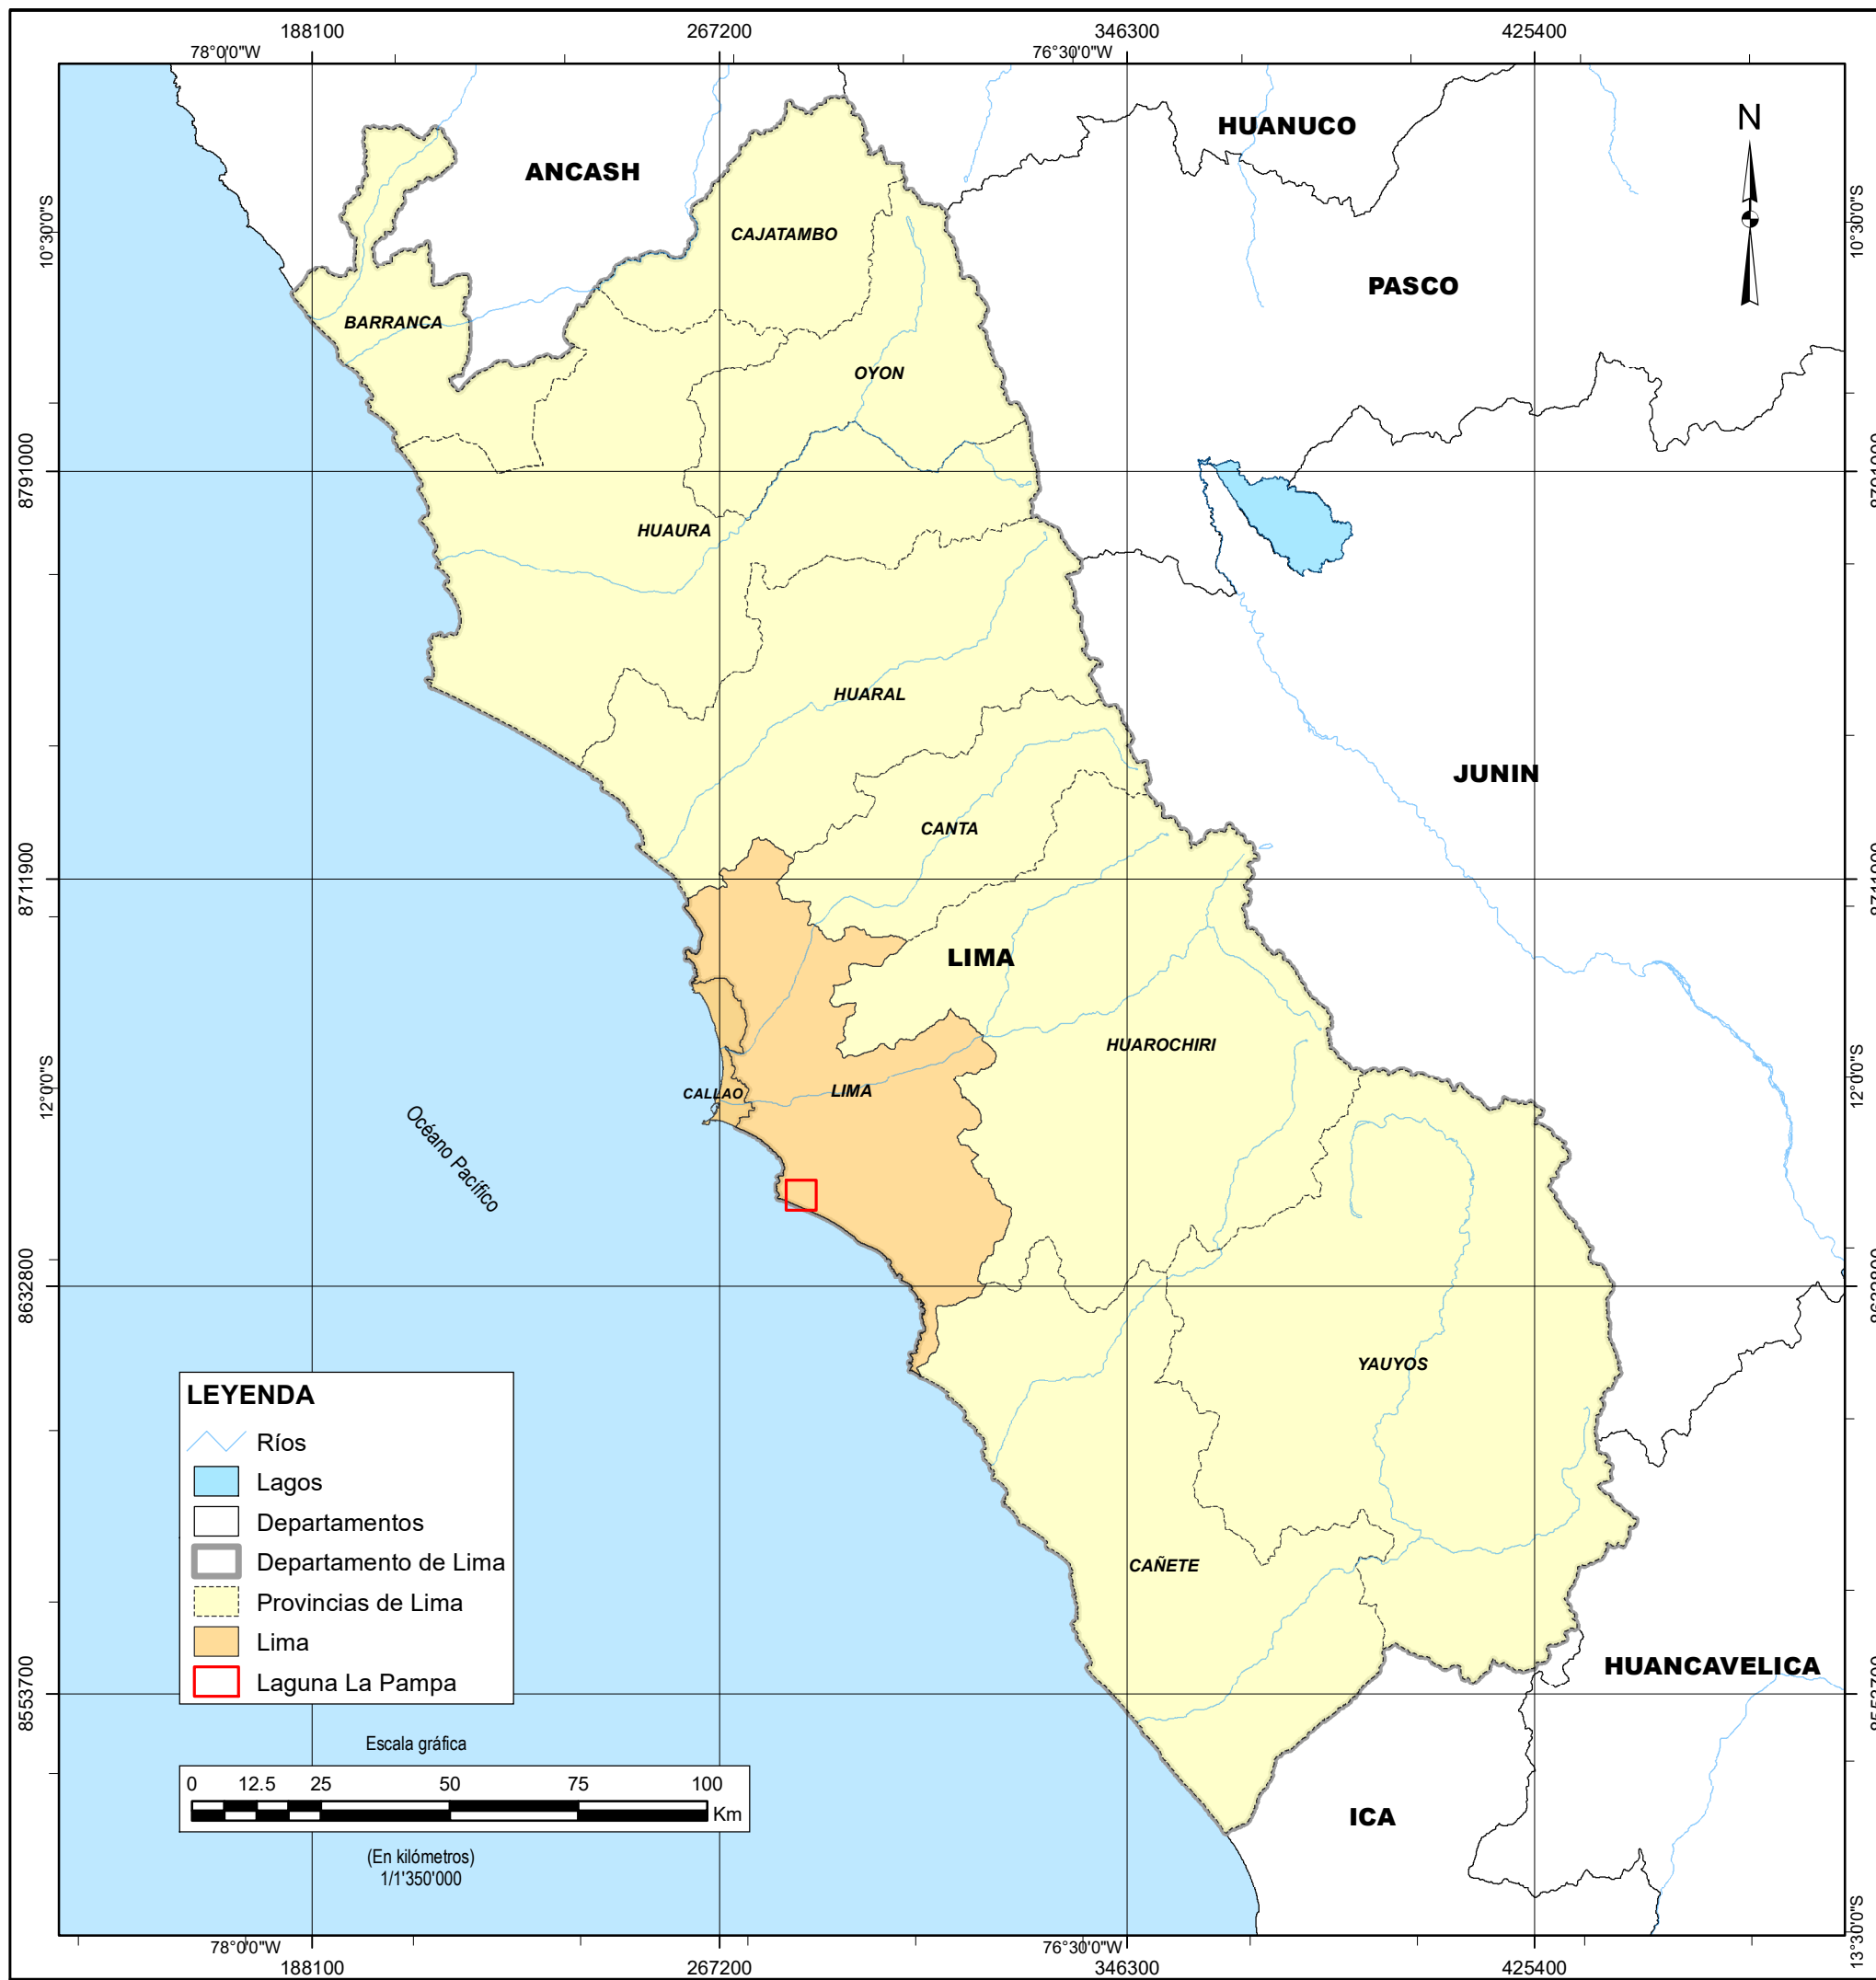 188100 267200 346300 425400
78°0'0"W 76°30'0"W
HUANUCO
N
ANCASH
10°30'0"S
10°30'0"S
CAJATAMBO
PASCO
BARRANCA
OYON
8791000
8791000
HUAURA
HUARAL
JUNIN
CANTA
8711900
8711900
LIMA
HUAROCHIRI
12°0'0"S
12°0'0"S
CALLAO
LIMA
Océano Pacífico
8632800
8632800
YAUYOS
LEYENDA
Ríos
Lagos
Departamentos
Departamento de Lima
Provincias de Lima
Lima
Laguna La Pampa
CAÑETE
HUANCAVELICA
8553700
8553700
Escala gráfica
0 12.5 25 50 75 100
Km
ICA
(En kilómetros)
1/1'350'000
13°30'0"S
78°0'0"W 76°30'0"W
188100 267200 346300 425400